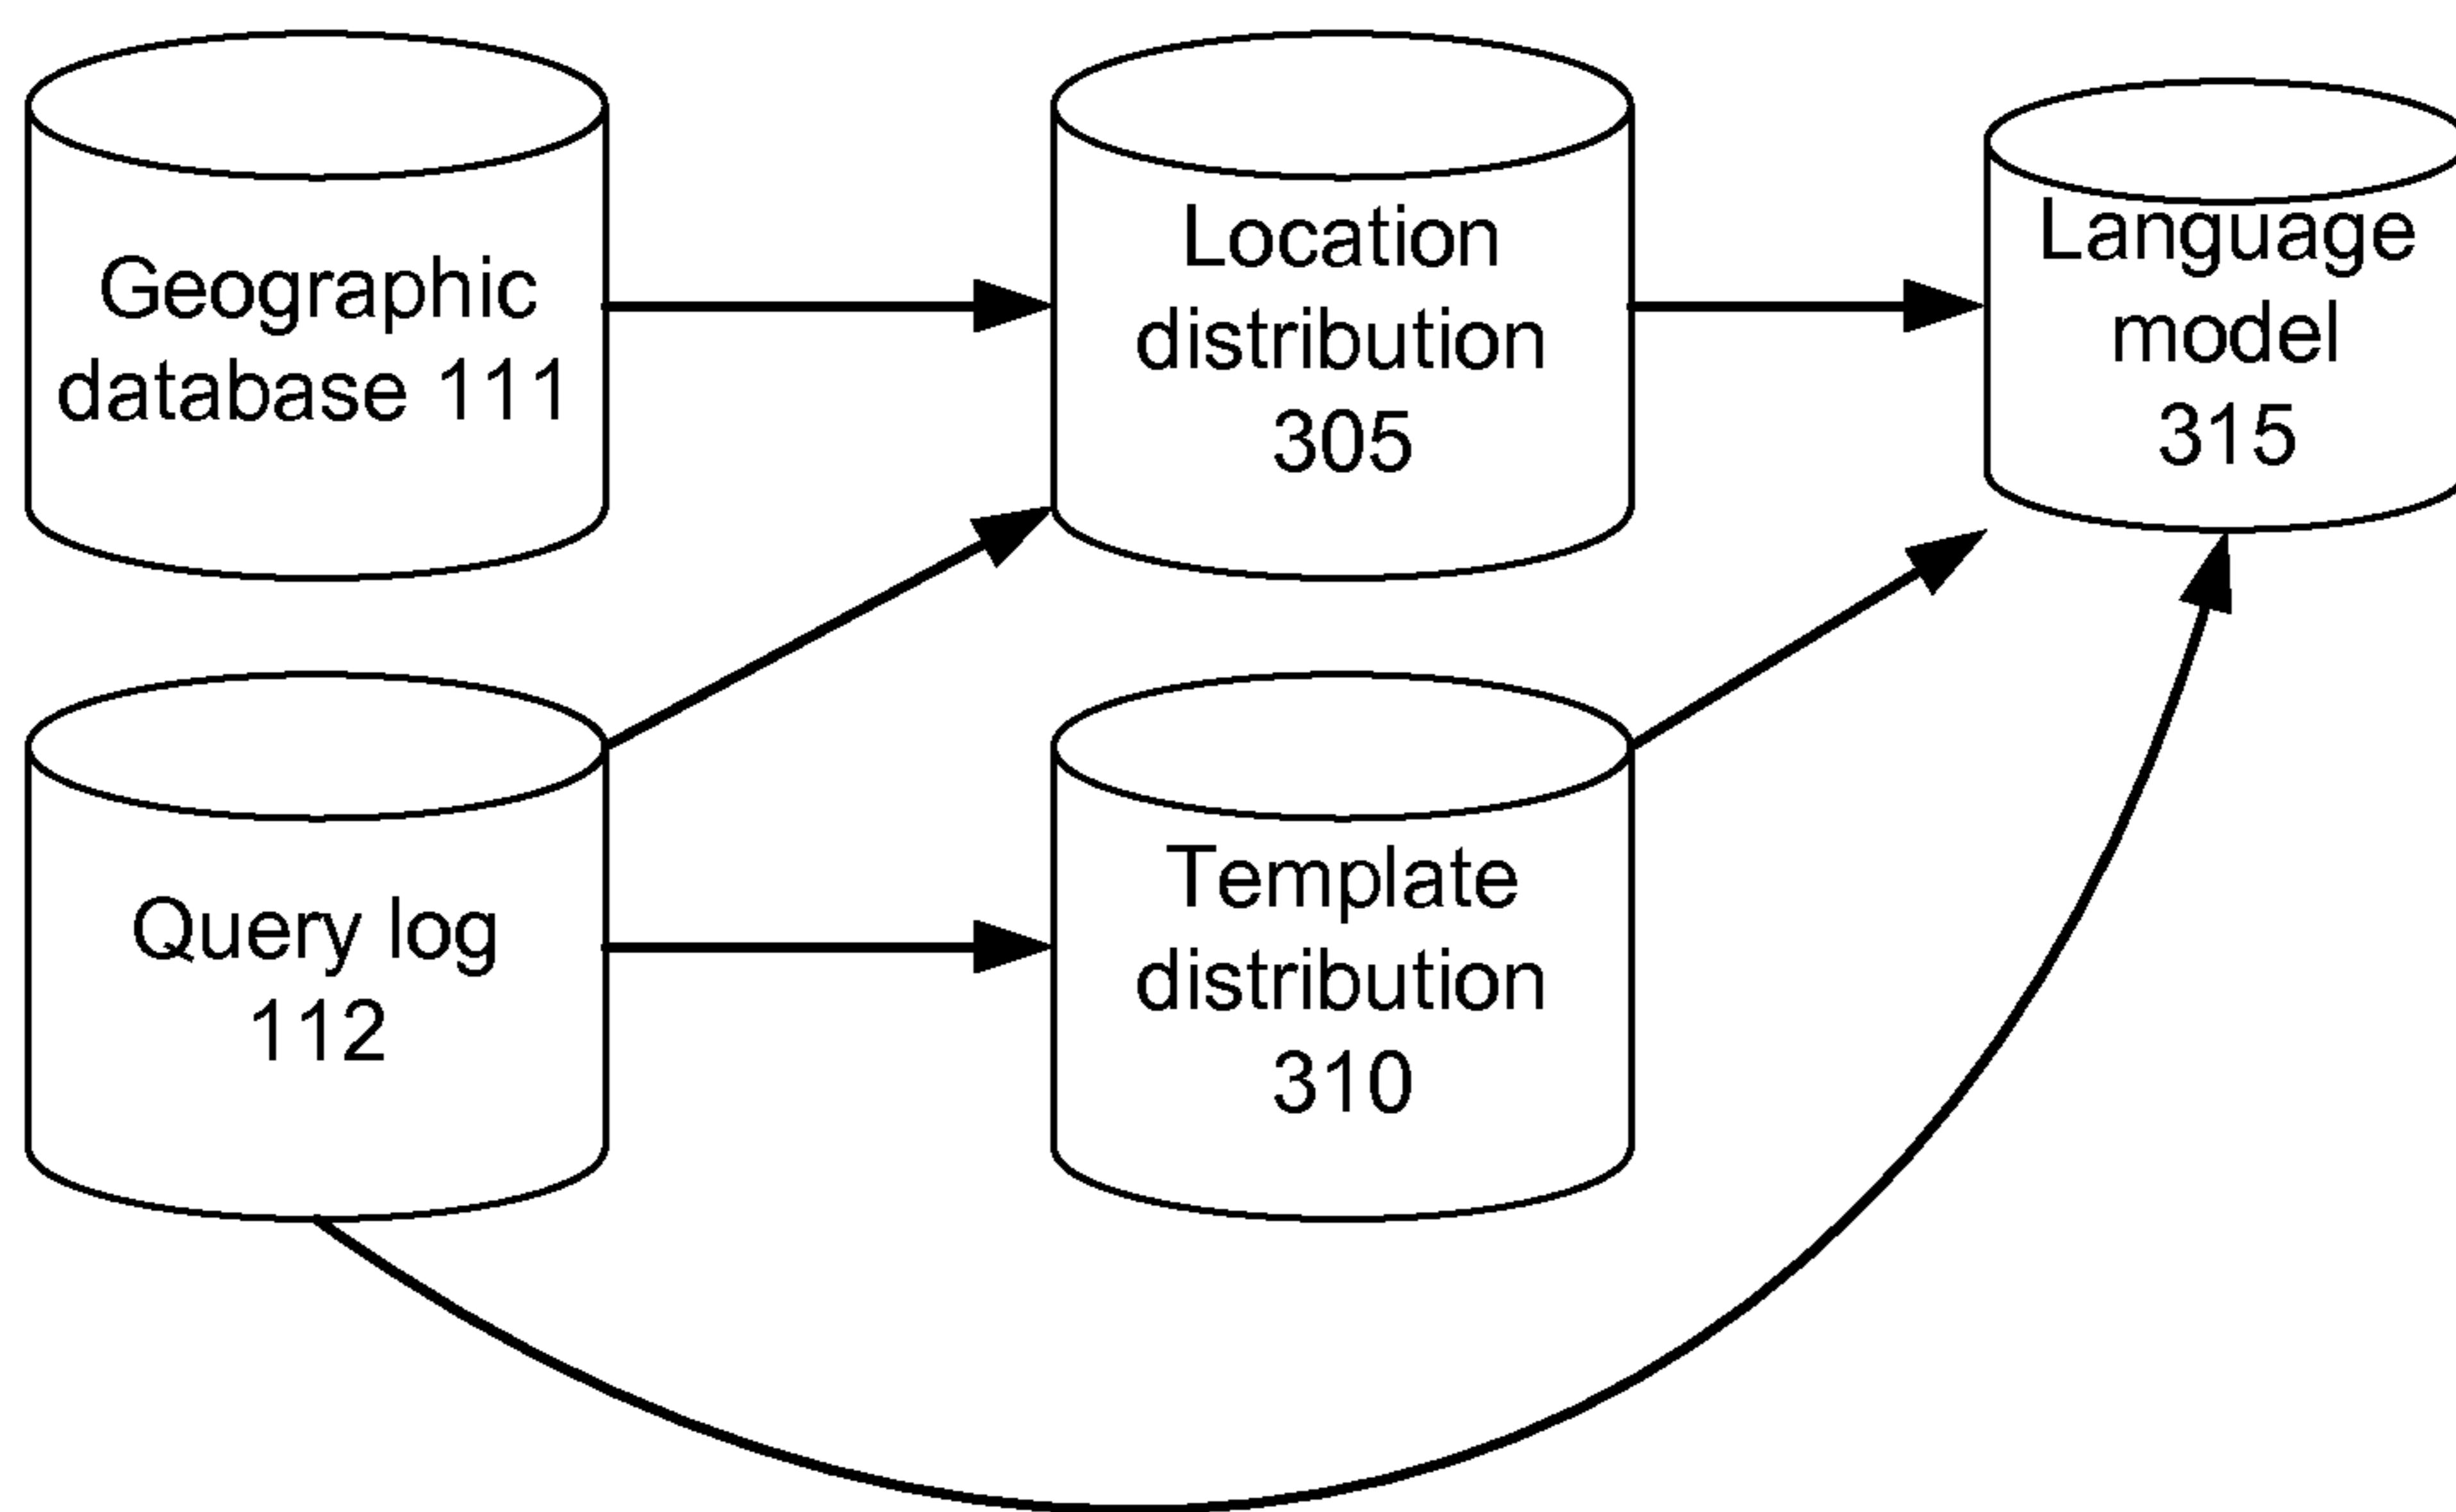 Geographic
database 111
Location
distribution
305
Language
model
315
Query log
112
Template
distribution
310